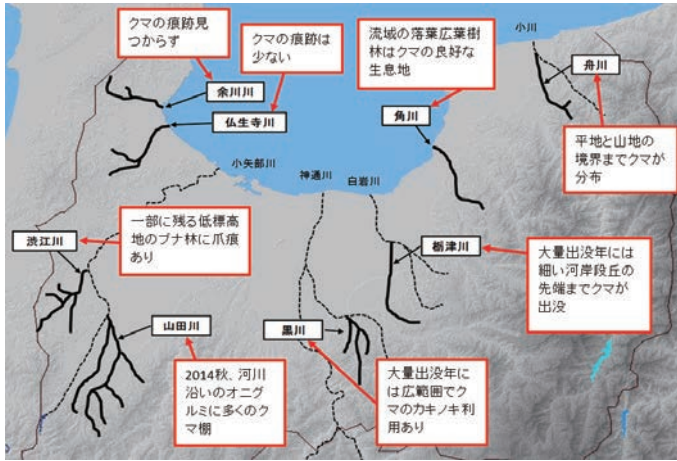 クマの痕跡見
つからず
クマの痕跡は
少ない
流域の落葉広葉樹
林はクマの良好な
生息地
小川
舟川
余川川
仏生寺川
角川
平地と山地の
境界までクマが
分布
小矢部川
神通川
白岩川
一部に残る低標高
地のブナ林に爪痕
あり
渋江川
栃津川
大量出没年には
細い河岸段丘の
先端までクマが
出没
山田川
黒川
2014秋、河川
沿いのオニグ
ルミに多くのク
マ棚
大量出没年に
は広範囲でク
マのカキノキ利
用あり